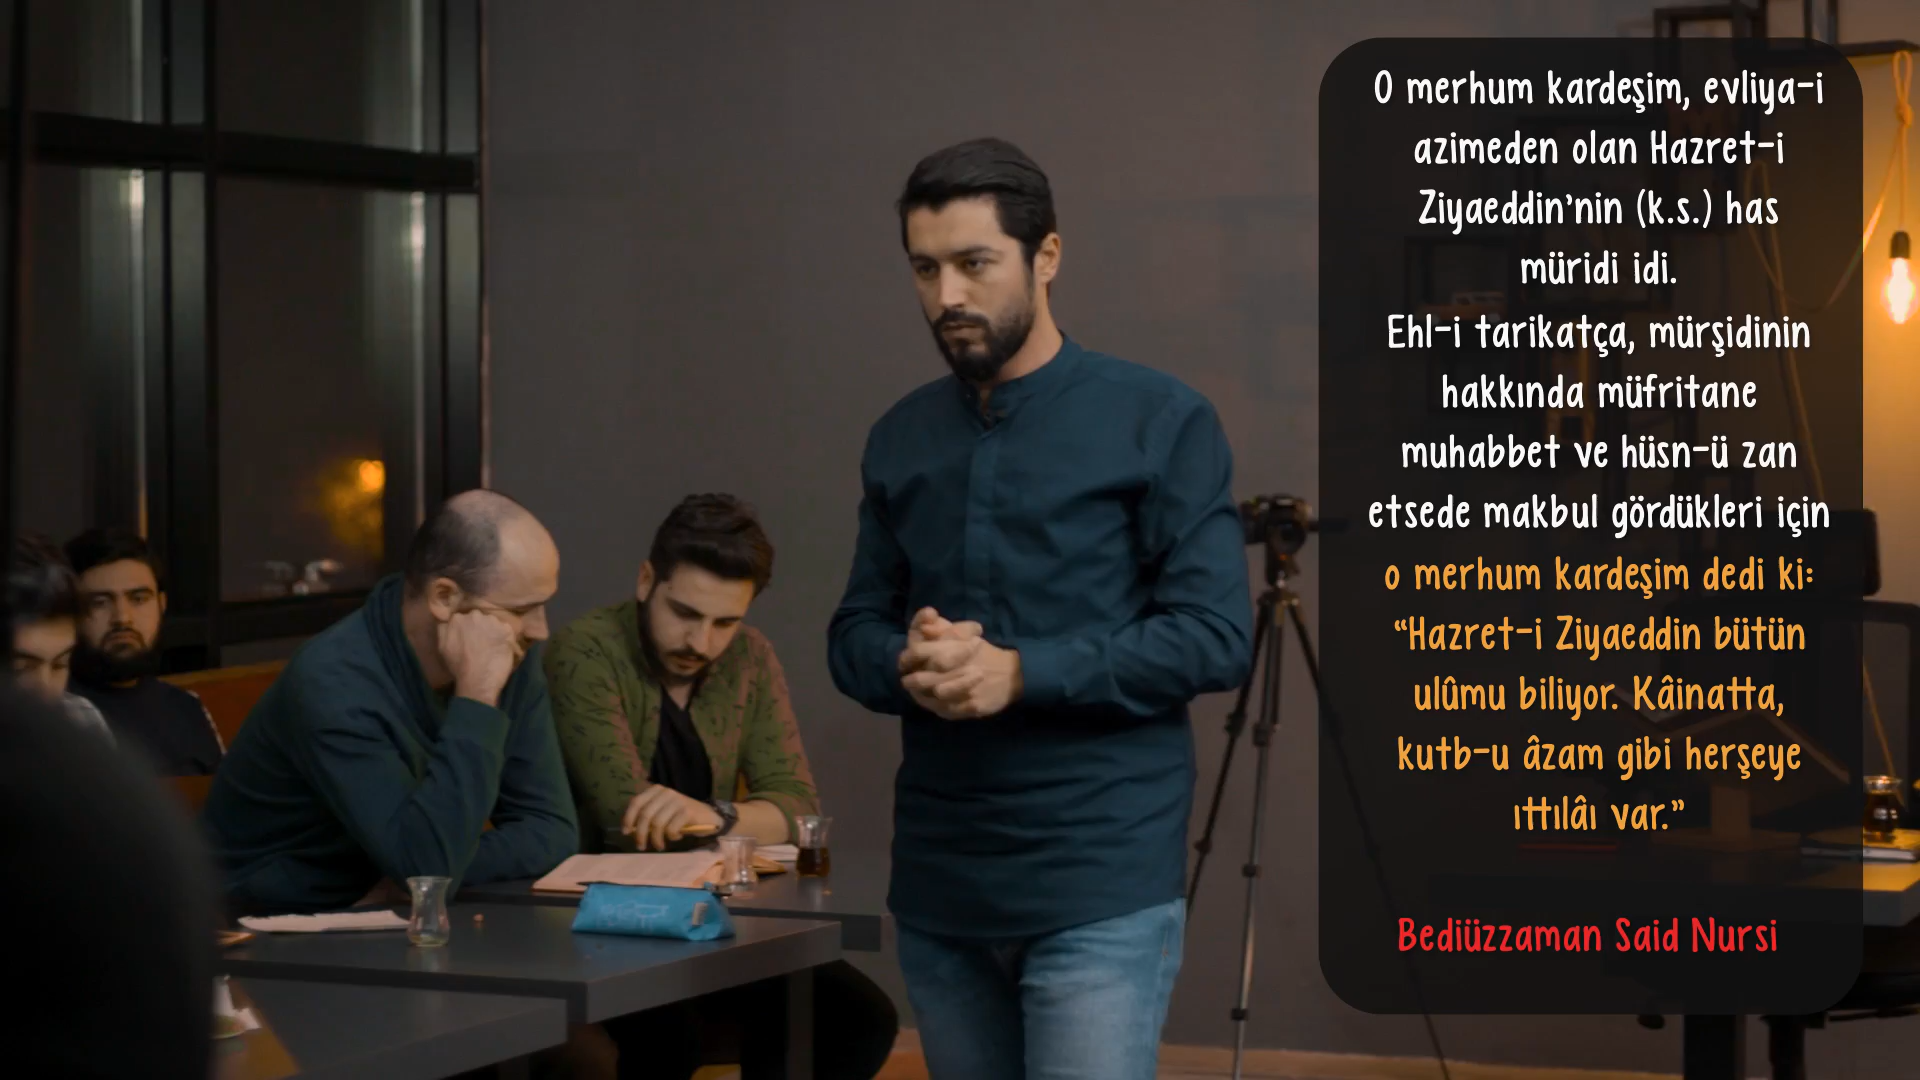 O merhum kardeşim, evliya-i
azimeden olan Hazret-i
Ziyaeddin'nin (k.s.) has
müridi idi.
Ehl-i tarikatça, mürşidinin
hakkında müfritane
muhabbet ve hüsn-ü zan
etsede makbul gördükleri için
o merhum kardeşim dedi ki:
“Hazret-i Ziyaeddin bütün
ulûmu biliyor. Kâinatta,
kutb-u âzam gibi herşeye
ıttılâı var.”
Bediüzzaman Said Nursi